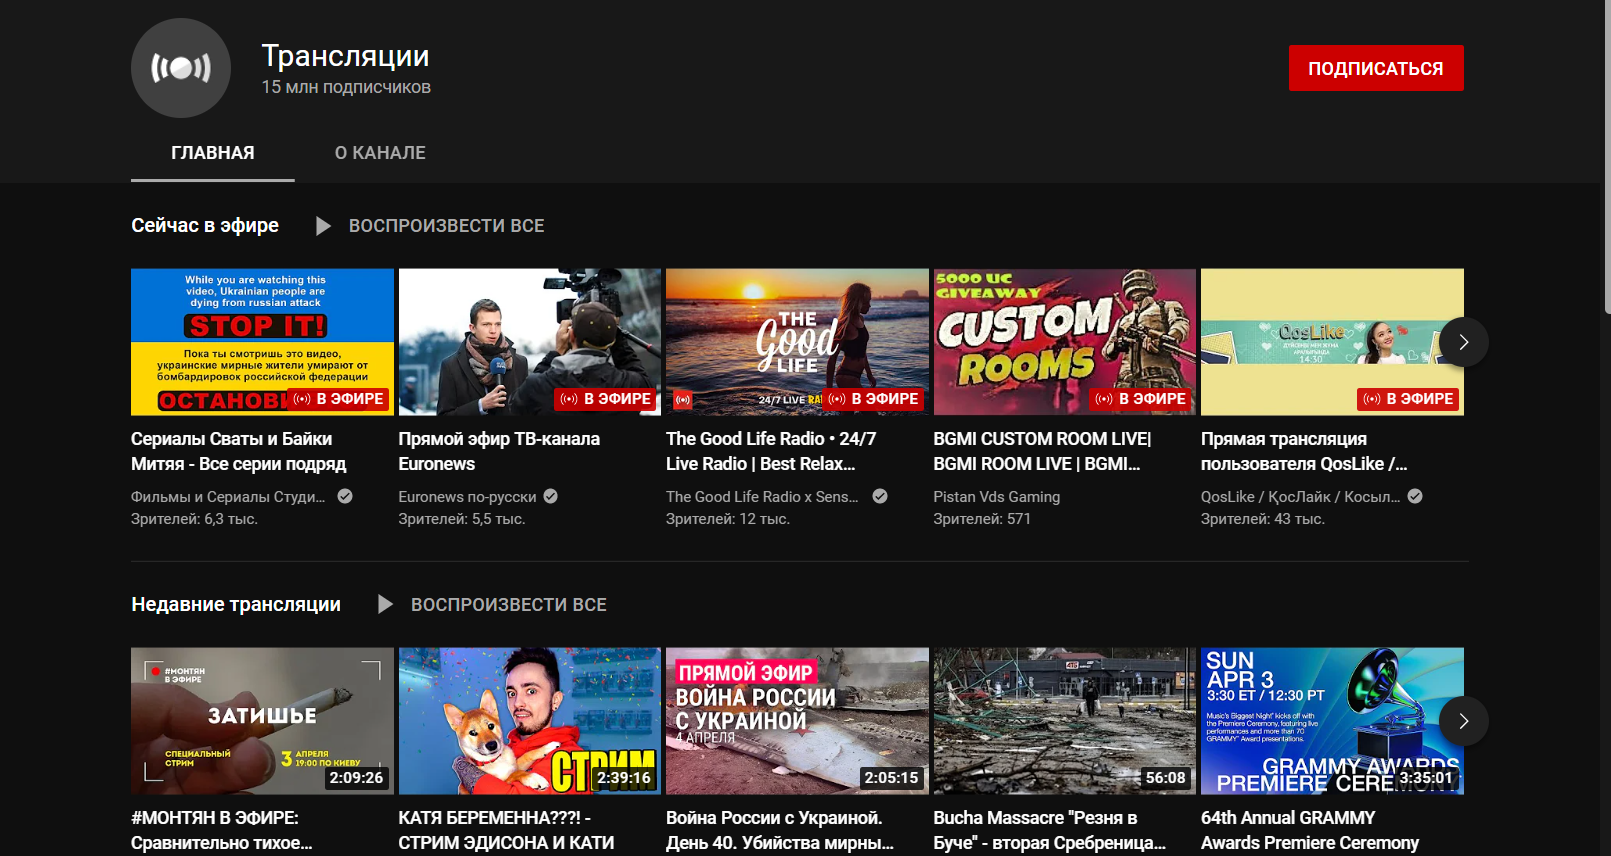 Трансляции
15 млн подписчиков
ПОДПИСАТЬСЯ
ГЛАВНАЯ
О КАНАЛЕ
Сейчас в эфире
ВОСПРОИЗВЕСТИ ВСЕ
While you are watching this
video, Ukrainian people are
dying from russian attack
STOP IT!
Пока ты смотришь это видео,
украинские мирные жители умирают от
бомбардировок российской федерации
В ЭФИРЕ
Сериалы Сваты и Байки
Митяя - Все серии подряд
Фильмы и Сериалы Студи...
Зрителей: 6,3 тыс.
В ЭФИРЕ
Прямой эфир ТВ-канала
Euronews
Euronews по-русски
Зрителей: 5,5 тыс.
THE
Good
LIFE
24/7 LIVE
В ЭФИРЕ
The Good Life Radio • 24/7
Live Radio | Best Relax...
The Good Life Radio x Sens...
Зрителей: 12 тыс.
5000 UC
GIVEAWAY
CUSTOM
ROOMS
В ЭФИРЕ
BGMI CUSTOM ROOM LIVE|
BGMI ROOM LIVE | BGMI...
Pistan Vds Gaming
Зрителей: 571
QosLike
14:30
В ЭФИРЕ
Прямая трансляция
пользователя QosLike /...
QosLike / ҚосЛайк / Косыл...
Зрителей: 43 тыс.
Недавние трансляции
ВОСПРОИЗВЕСТИ ВСЕ
#МОНТЯН
В ЭФИРЕ
ЗАТИШЬЕ
СПЕЦИАЛЬНЫЙ
СТРИМ
3 АПРЕЛЯ
19:00 ПО КИЕВУ
2:09:26
#МОНТЯН В ЭФИРЕ:
Сравнительно тихое...
СТРИМ
2:39:16
КАТЯ БЕРЕМЕННА???! -
СТРИМ ЭДИСОНА И КАТИ
ПРЯМОЙ ЭФИР
ВОЙНА РОССИИ
С УКРАИНОЙ
4 АПРЕЛЯ
2:05:15
Война России с Украиной.
День 40. Убийства мирны...
56:08
Bucha Massacre "Резня в
Буче" - вторая Сребреница...
SUN
APR 3
3:30 ET / 12:30 PT
Music's Biggest Night® kicks off with
the Premiere Ceremony, featuring live
performances and more than 70
GRAMMY® Award presentations.
GRAMMY AWARDS
PREMIERE CEREMONY
3:35:01
64th Annual GRAMMY
Awards Premiere Ceremony